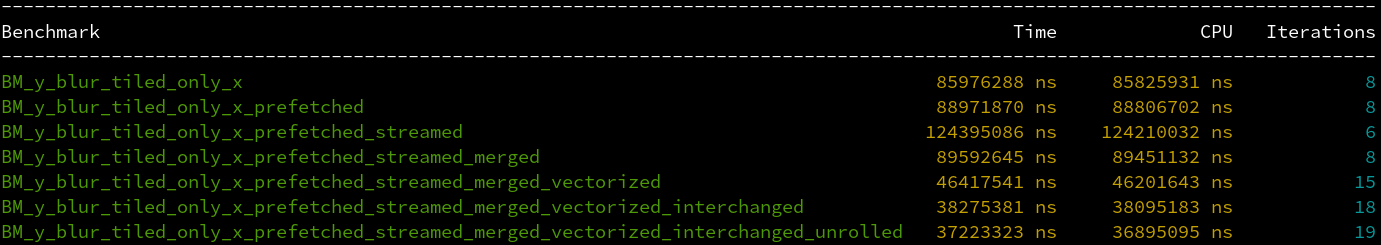 Benchmark Time CPU Iterations
BM_y_blur_tiled_only_x 85976288 ns 85825931 ns 8
BM_y_blur_tiled_only_x_prefetched 88971870 ns 88806702 ns 8
BM_y_blur_tiled_only_x_prefetched_streamed 124395086 ns 124210032 ns 6
BM_y_blur_tiled_only_x_prefetched_streamed_merged 89592645 ns 89451132 ns 8
BM_y_blur_tiled_only_x_prefetched_streamed_merged_vectorized 46417541 ns 46201643 ns 15
BM_y_blur_tiled_only_x_prefetched_streamed_merged_vectorized_interchanged 38275381 ns 38095183 ns 18
BM_y_blur_tiled_only_x_prefetched_streamed_merged_vectorized_interchanged_unrolled 37223323 ns 36895095 ns 19